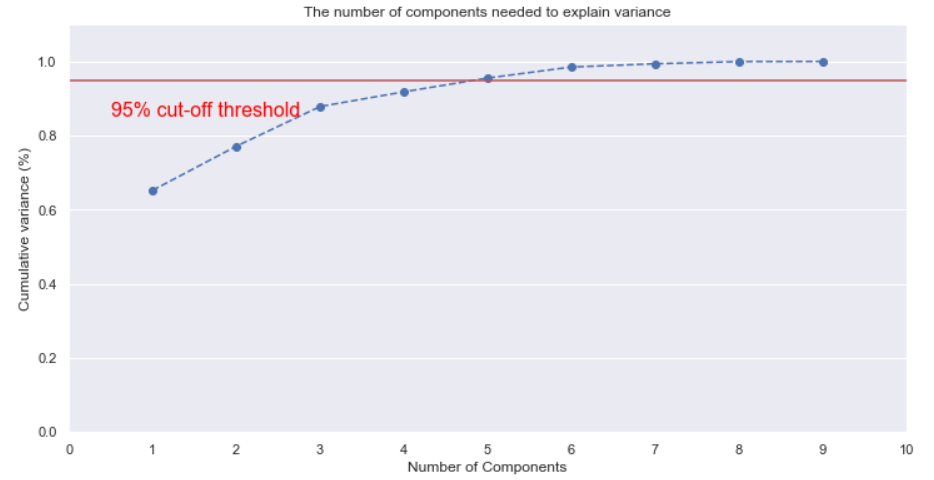 The number of components needed to explain variance
1.0
95% cut-off threshold
0.8
0.6
0.4
0.2
0.0
Cumulative variance (%)
0 1 2 3 4 5 6 7 8 9 10
Number of Components